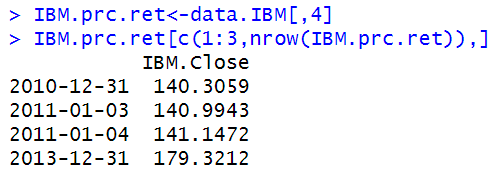 > IBM.prc.ret<-data.IBM[,4]
> IBM.prc.ret[c(1:3,nrow(IBM.prc.ret)),]
IBM.Close
2010-12-31 140.3059
2011-01-03 140.9943
2011-01-04 141.1472
2013-12-31 179.3212